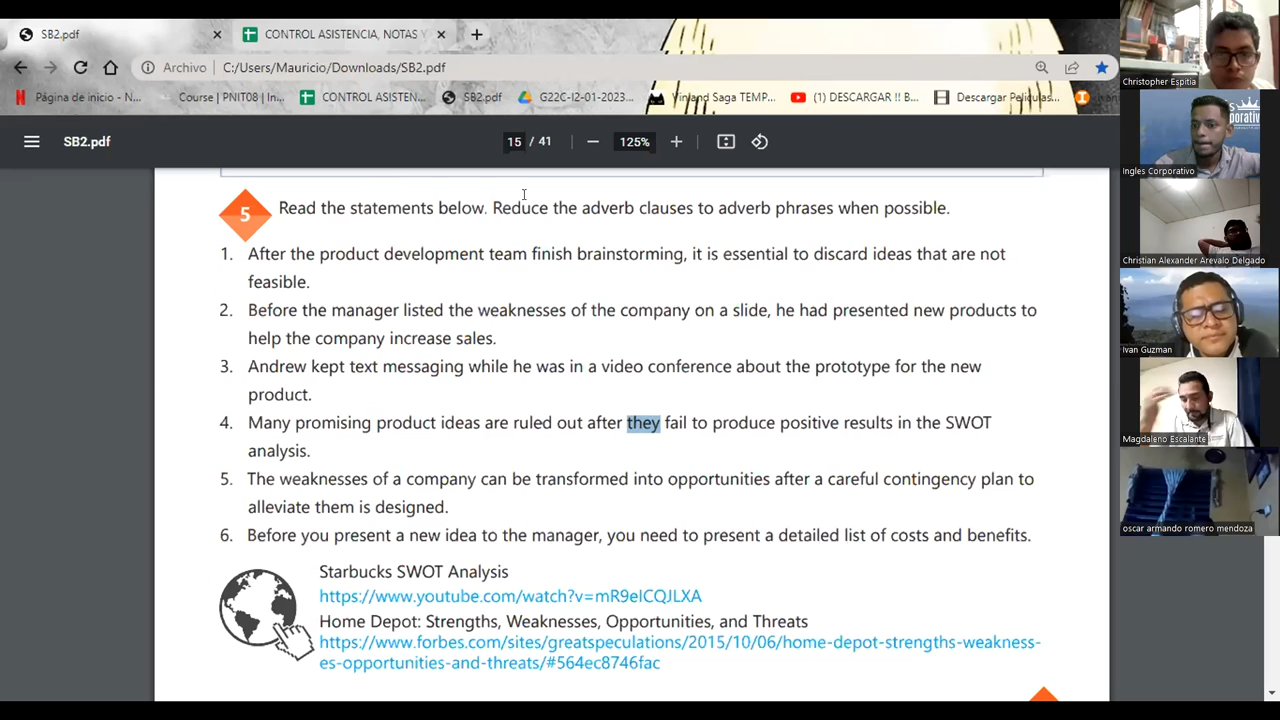 SB2.pdf
CONTROL ASISTENCIA, NOTAS Y
Archivo
C:/Users/Mauricio/Downloads/SB2.pdf
Página de inicio - N...
Course | PNIT08 | In...
CONTROL ASISTEN...
SB2.pdf
G22C-I2-01-2023...
Vinland Saga TEMP...
(1) DESCARGAR !! B...
Descargar Peliculas...
SB2.pdf
15 / 41
125%
5
Read the statements below. Reduce the adverb clauses to adverb phrases when possible.
1. After the product development team finish brainstorming, it is essential to discard ideas that are not
feasible.
2. Before the manager listed the weaknesses of the company on a slide, he had presented new products to
help the company increase sales.
3. Andrew kept text messaging while he was in a video conference about the prototype for the new
product.
4. Many promising product ideas are ruled out after they fail to produce positive results in the SWOT
analysis.
5. The weaknesses of a company can be transformed into opportunities after a careful contingency plan to
alleviate them is designed.
6. Before you present a new idea to the manager, you need to present a detailed list of costs and benefits.
Starbucks SWOT Analysis
https://www.youtube.com/watch?v=mR9eICQJLXA
Home Depot: Strengths, Weaknesses, Opportunities, and Threats
https://www.forbes.com/sites/greatspeculations/2015/10/06/home-depot-strengths-weakness-
es-opportunities-and-threats/#564ec8746fac
Christopher Espitia
Ingles Corporativo
Christian Alexander Arevalo Delgado
Ivan Guzman
Magdaleno Escalante
oscar armando romero mendoza